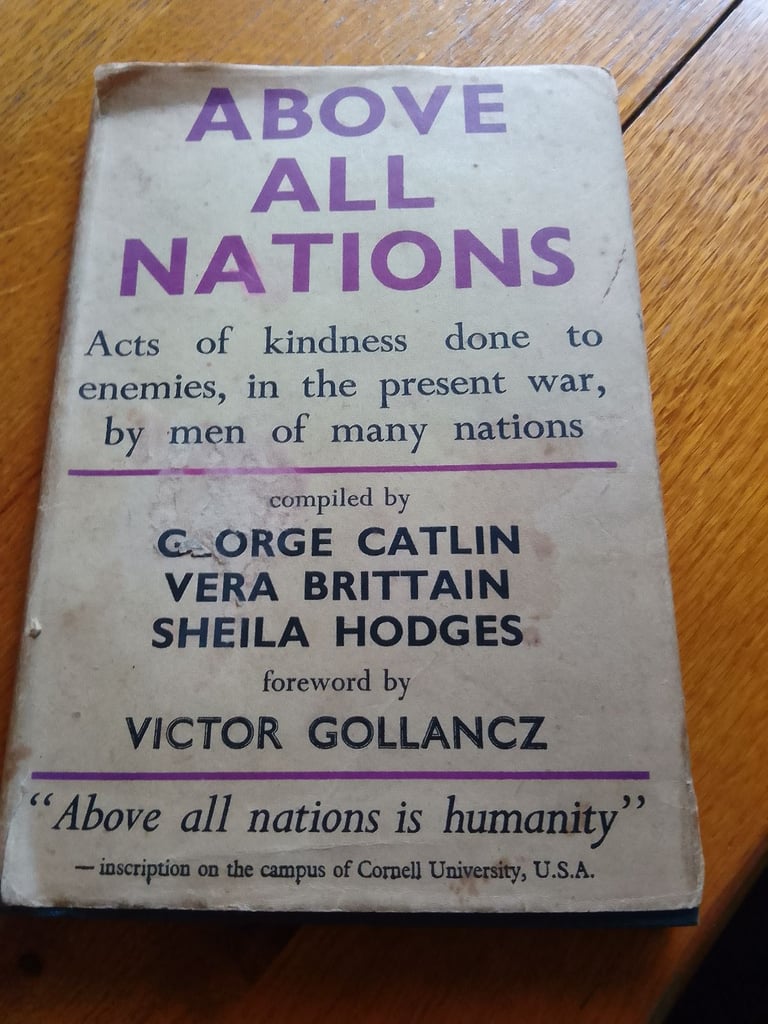 ABOVE
ALL
NATIONS
Acts of kindness done to
enemies, in the present war,
by men of many nations
compiled by
GEORGE CATLIN
VERA BRITTAIN
SHEILA HODGES
foreword by
VICTOR GOLLANCZ
“Above all nations is humanity”
— inscription on the campus of Cornell University, U.S.A.